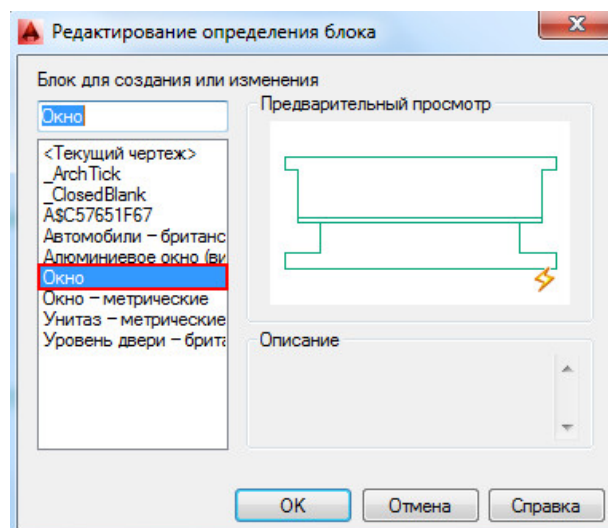 Редактирование определения блока
Блок для создания или изменения
Окно
<Текущий чертеж>
_ArchTick
_ClosedBlank
A$C57651F67
Автомобили – британс
Алюминиевое окно (ви
Окно
Окно – метрические
Унитаз – метрические
Уровень двери – брита
Предварительный просмотр
Описание
OK
Отмена
Справка